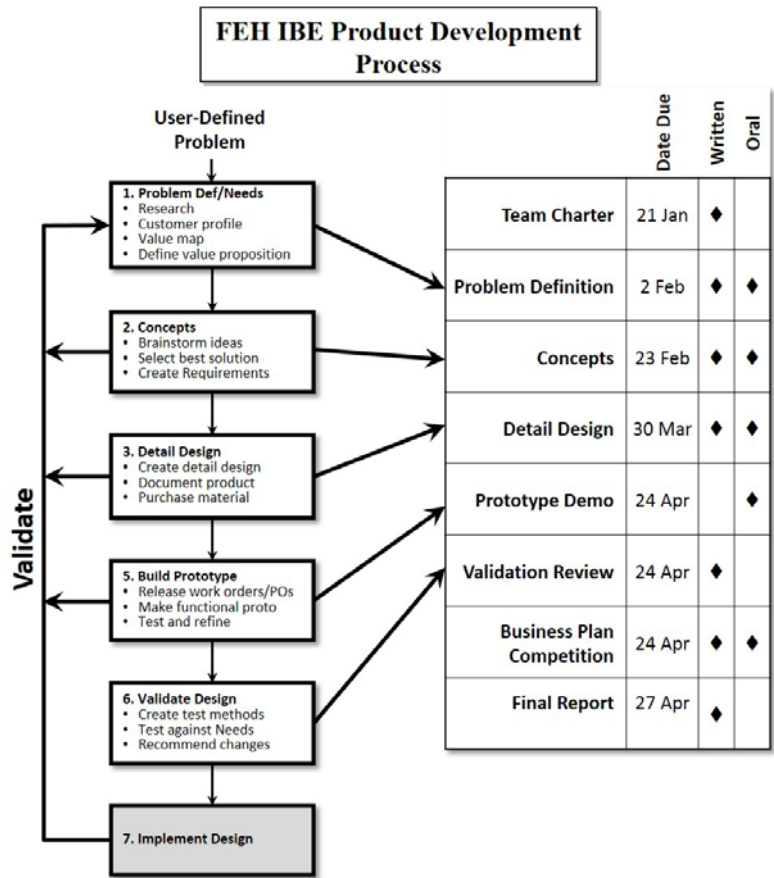 FEH IBE Product Development
Process
User-Defined
Problem
1. Problem Def/Needs
• Research
• Customer profile
• Value map
• Define value proposition
2. Concepts
• Brainstorm ideas
• Select best solution
• Create Requirements
3. Detail Design
• Create detail design
• Document product
• Purchase material
5. Build Prototype
• Release work orders/POs
• Make functional proto
• Test and refine
6. Validate Design
• Create test methods
• Test against Needs
• Recommend changes
7. Implement Design
Validate
Date Due
Written
Oral
Team Charter 21 Jan ♦
Problem Definition 2 Feb ♦ ♦
Concepts 23 Feb ♦ ♦
Detail Design 30 Mar ♦ ♦
Prototype Demo 24 Apr ♦
Validation Review 24 Apr ♦
Business Plan
Competition 24 Apr ♦ ♦
Final Report 27 Apr ♦